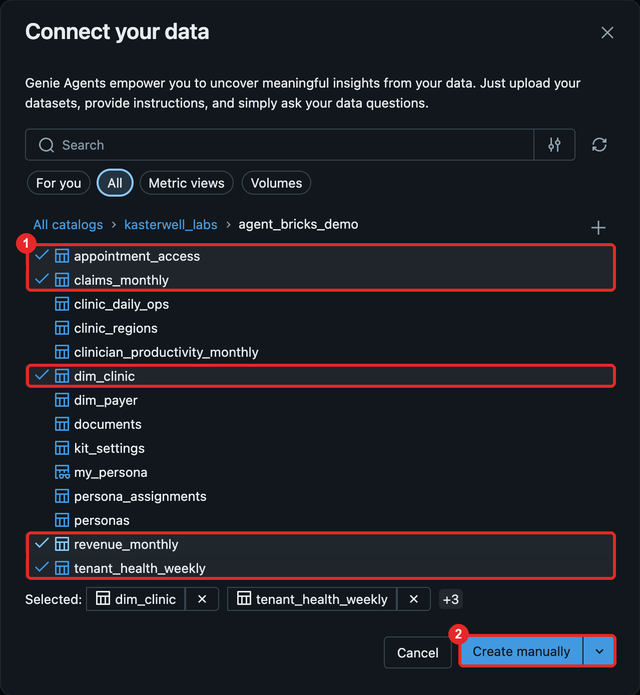 Connect your data
Genie Agents empower you to uncover meaningful insights from your data. Just upload your
datasets, provide instructions, and simply ask your data questions.
Search
For you All Metric views Volumes
All catalogs › kasterwell_labs › agent_bricks_demo
1
appointment_access
claims_monthly
clinic_daily_ops
clinic_regions
clinician_productivity_monthly
dim_clinic
dim_payer
documents
kit_settings
my_persona
persona_assignments
personas
revenue_monthly
tenant_health_weekly
Selected: dim_clinic tenant_health_weekly +3
2
Cancel Create manually